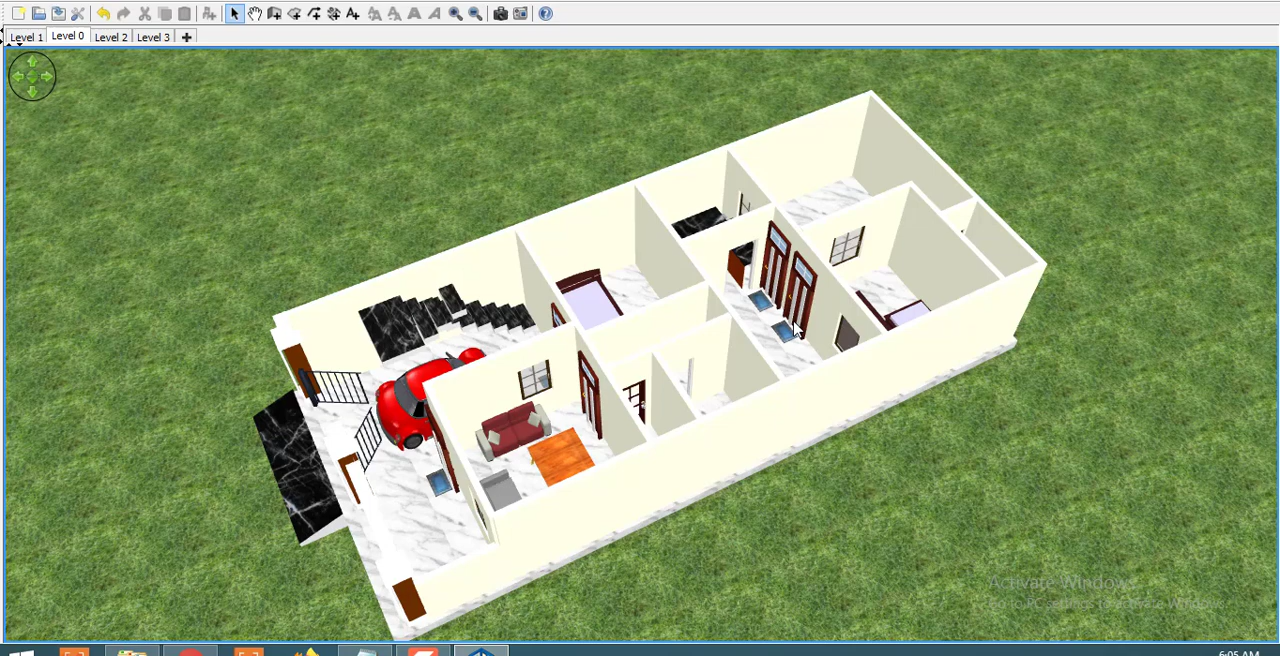 Level 1 Level 0 Level 2 Level 3
Activate Windows
Go to PC settings to activate Windows.
6:05 AM